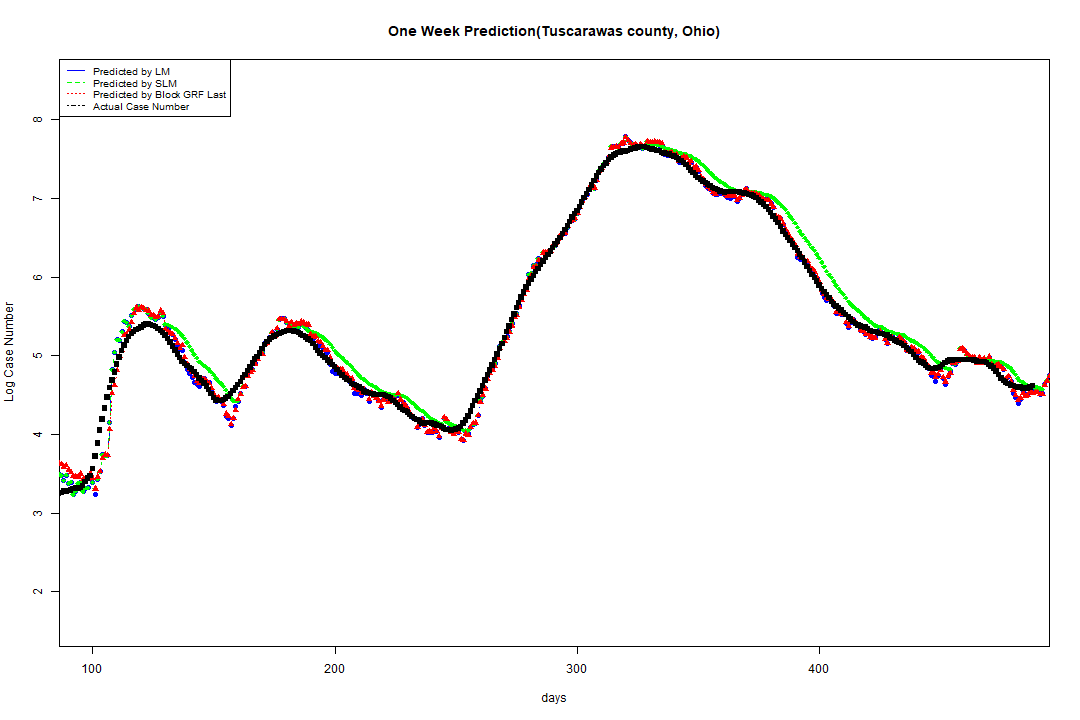 One Week Prediction(Tuscarawas county, Ohio)
Predicted by LM
Predicted by SLM
Predicted by Block GRF Last
Actual Case Number
Log Case Number
8
7
6
5
4
3
2
100 200 300 400
days